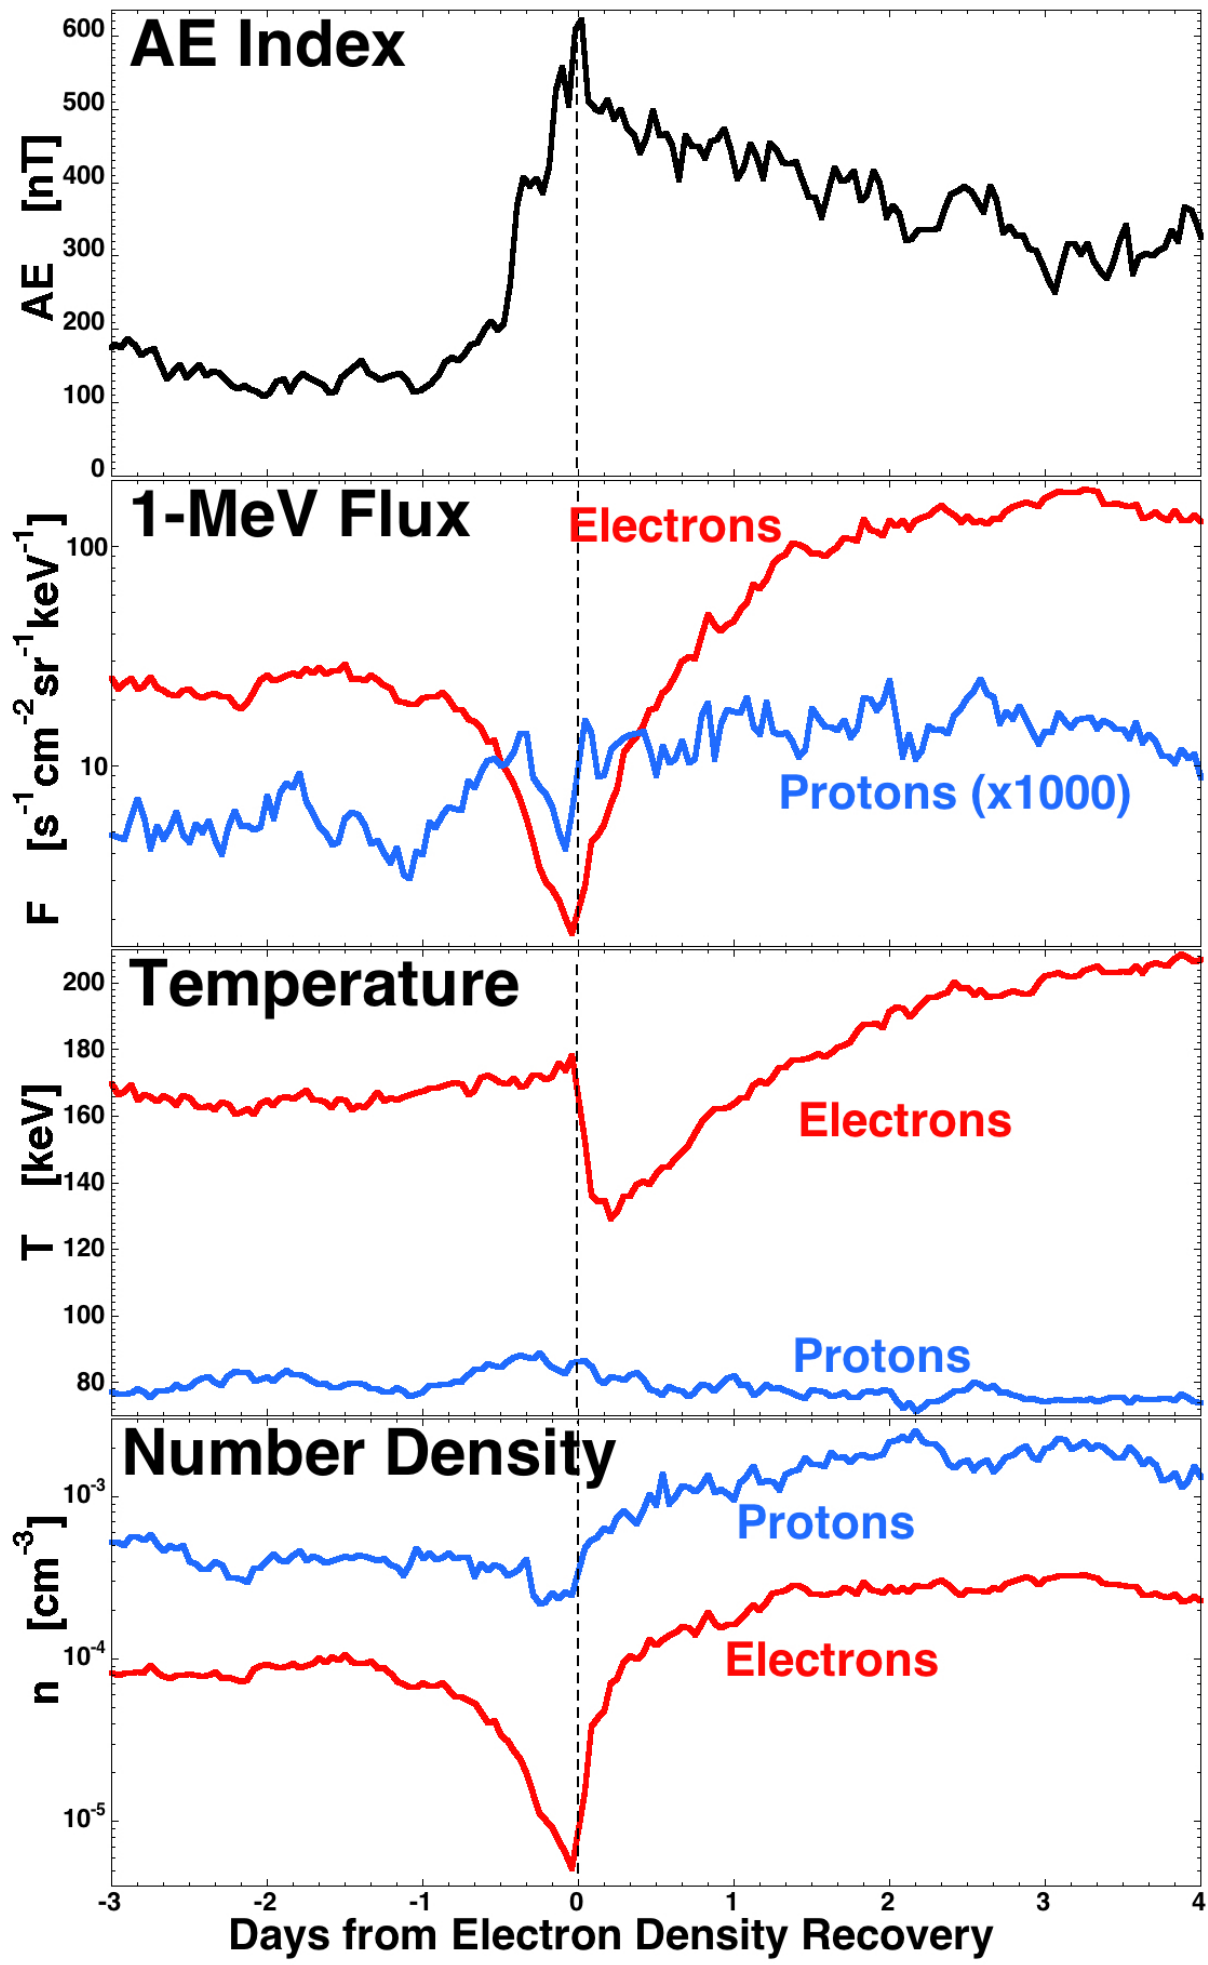 AE Index
600
500
400
300
200
100
0
AE [nT]
1-MeV Flux
Electrons
100
10
Protons (x1000)
F [s-1cm-2sr-1keV-1]
Temperature
200
180
160
140
120
100
80
Electrons
Protons
T [keV]
Number Density
10-3
10-4
10-5
Protons
Electrons
n [cm-3]
-3 -2 -1 0 1 2 3 4
Days from Electron Density Recovery